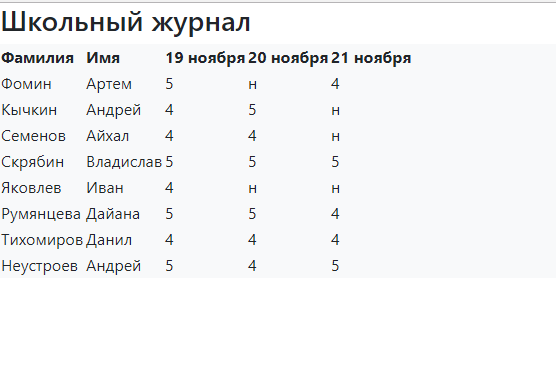 Школьный журнал
Фамилия Имя 19 ноября 20 ноября 21 ноября
Фомин Артем 5 н 4
Кычкин Андрей 4 5 н
Семенов Айхал 4 4 н
Скрябин Владислав 5 5 5
Яковлев Иван 4 н н
Румянцева Дайана 5 5 4
Тихомиров Данил 4 4 4
Неустроев Андрей 5 4 5